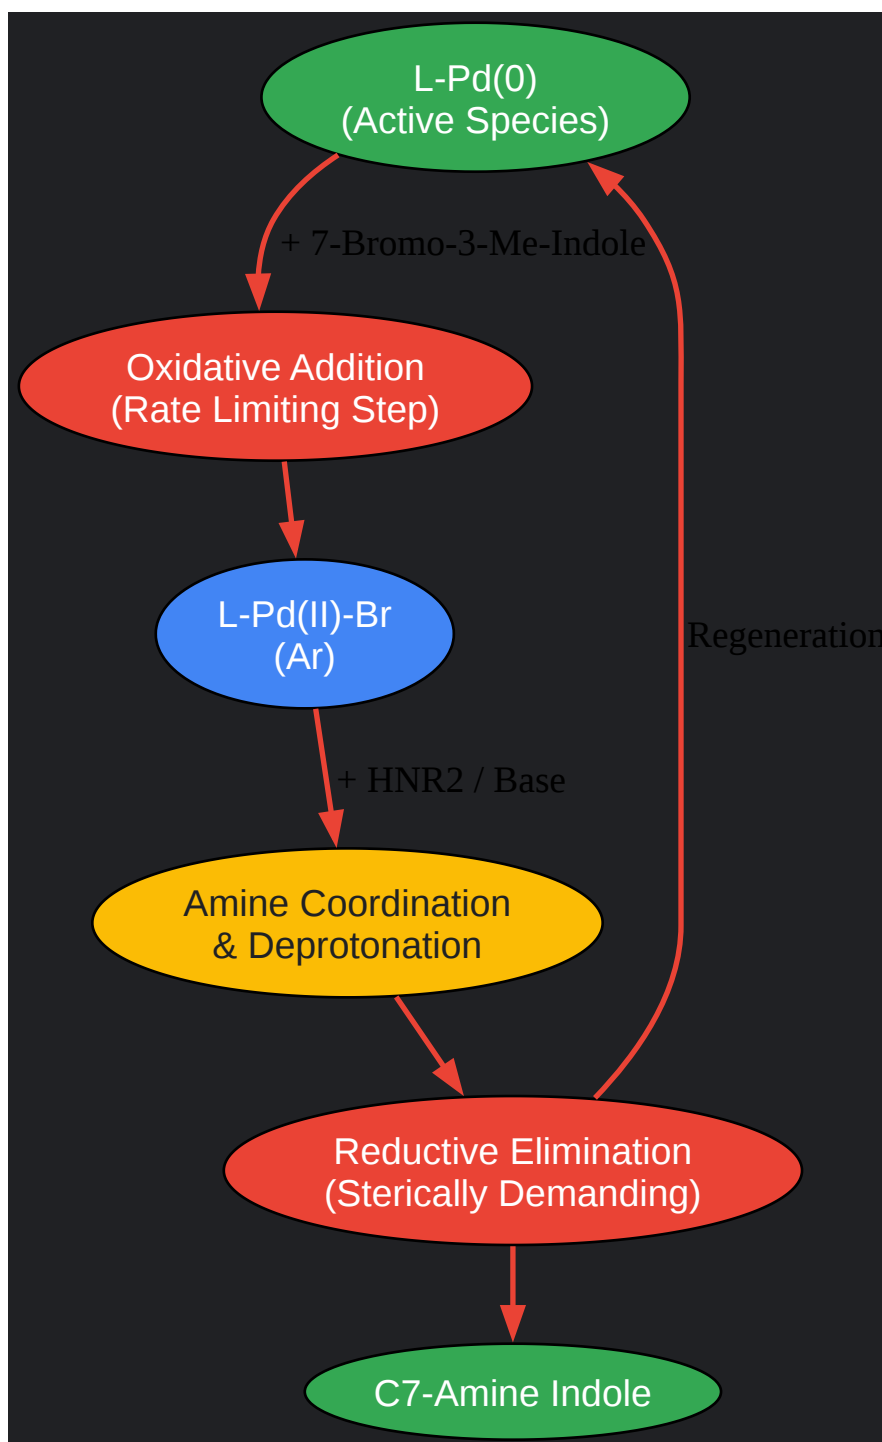 L-Pd(0)
(Active Species)
+ 7-Bromo-3-Me-Indole
Oxidative Addition
(Rate Limiting Step)
L-Pd(II)-Br
(Ar)
Regeneration
+ HNR2 / Base
Amine Coordination
& Deprotonation
Reductive Elimination
(Sterically Demanding)
C7-Amine Indole